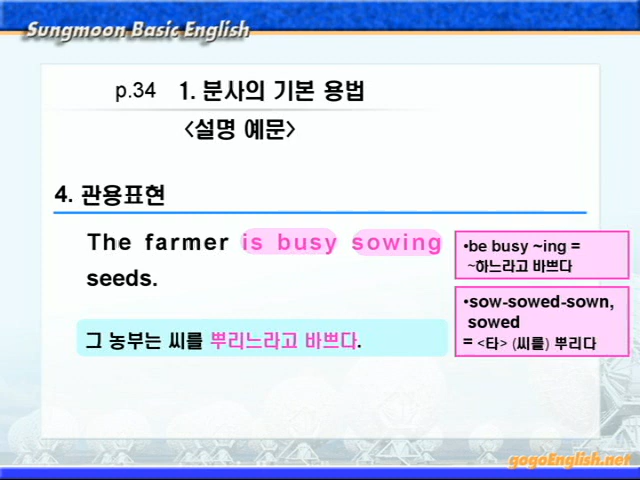 Sungmoon Basic English
p.34 1. 분사의 기본 용법
<설명 예문>
4. 관용표현
The farmer is busy sowing
seeds.
•be busy ~ing =
~하느라고 바쁘다
•sow-sowed-sown,
sowed
= <타> (씨를) 뿌리다
그 농부는 씨를 뿌리느라고 바쁘다.
gogoEnglish.net